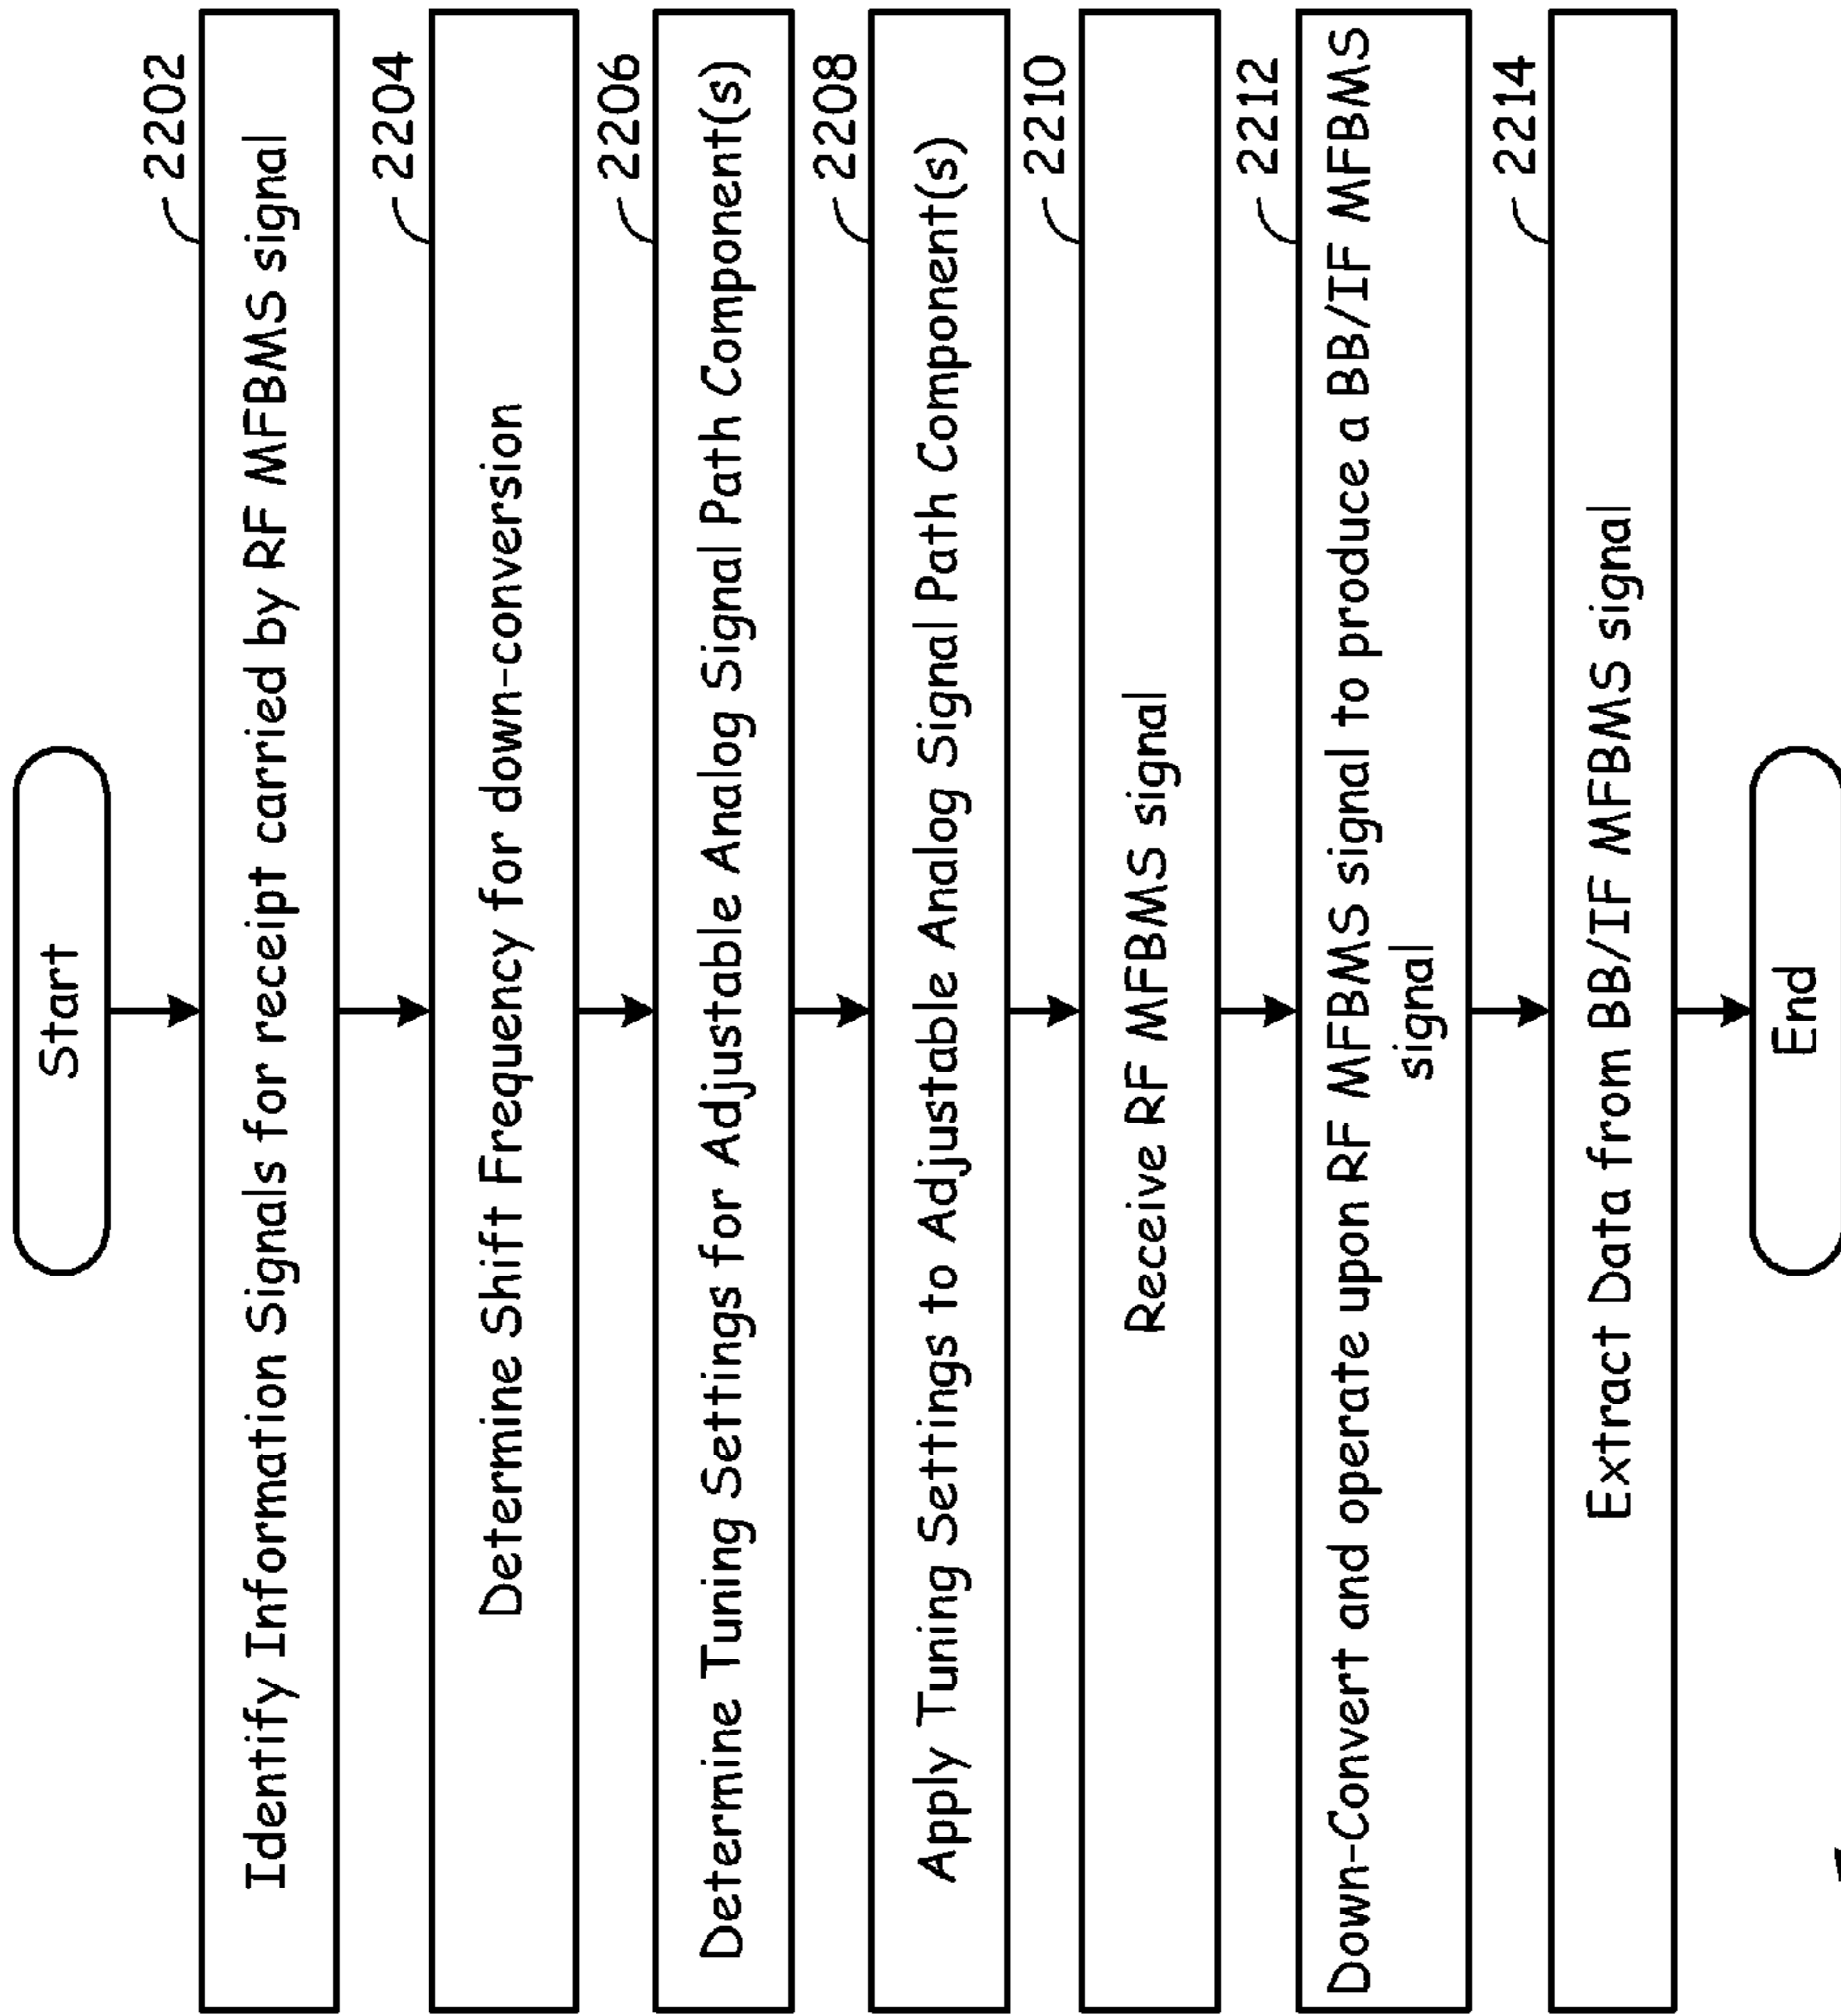 Start
2202
Identify Information Signals for receipt carried by RF MFBMS signal
2204
Determine Shift Frequency for down-conversion
2206
Determine Tuning Settings for Adjustable Analog Signal Path Component(s)
2208
Apply Tuning Settings to Adjustable Analog Signal Path Component(s)
2210
Receive RF MFBMS signal
2212
Down-Convert and operate upon RF MFBMS signal to produce a BB/IF MFBMS
signal
2214
Extract Data from BB/IF MFBMS signal
End